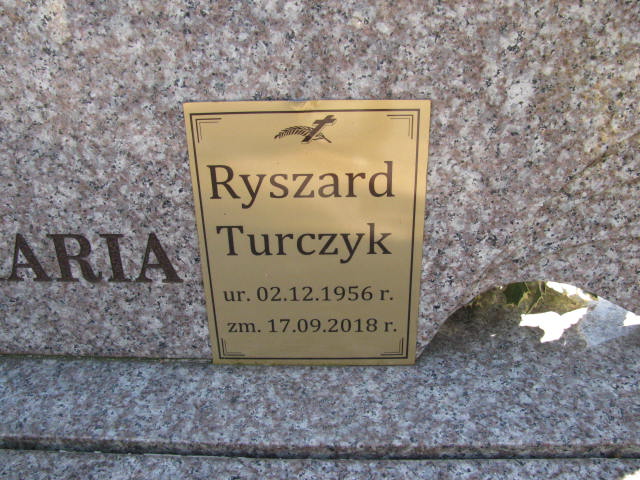 Ryszard
Turczyk
ur. 02.12.1956 r.
zm. 17.09.2018 r.
ARIA